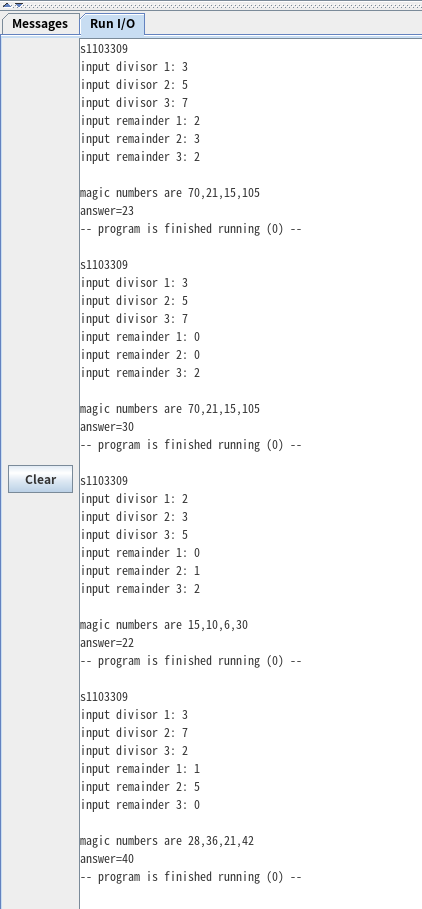 Messages Run I/O
s1103309
input divisor 1: 3
input divisor 2: 5
input divisor 3: 7
input remainder 1: 2
input remainder 2: 3
input remainder 3: 2
magic numbers are 70,21,15,105
answer=23
-- program is finished running (0) --
s1103309
input divisor 1: 3
input divisor 2: 5
input divisor 3: 7
input remainder 1: 0
input remainder 2: 0
input remainder 3: 2
magic numbers are 70,21,15,105
answer=30
-- program is finished running (0) --
Clear
s1103309
input divisor 1: 2
input divisor 2: 3
input divisor 3: 5
input remainder 1: 0
input remainder 2: 1
input remainder 3: 2
magic numbers are 15,10,6,30
answer=22
-- program is finished running (0) --
s1103309
input divisor 1: 3
input divisor 2: 7
input divisor 3: 2
input remainder 1: 1
input remainder 2: 5
input remainder 3: 0
magic numbers are 28,36,21,42
answer=40
-- program is finished running (0) --